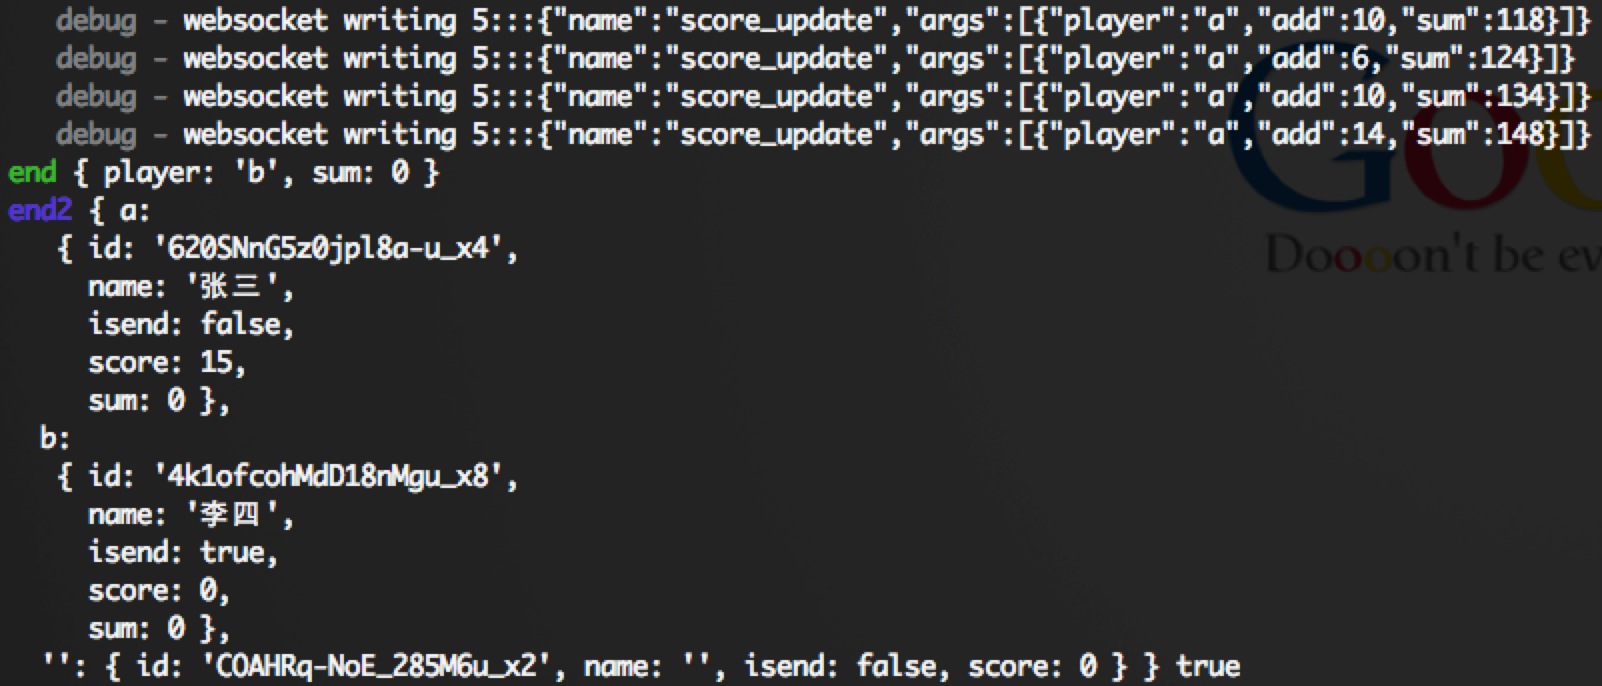 debug - websocket writing 5:::{"name":"score_update","args":[{"player":"a","add":10,"sum":118}]}
debug - websocket writing 5:::{"name":"score_update","args":[{"player":"a","add":6,"sum":124}]}
debug - websocket writing 5:::{"name":"score_update","args":[{"player":"a","add":10,"sum":134}]}
debug - websocket writing 5:::{"name":"score_update","args":[{"player":"a","add":14,"sum":148}]}
end { player: 'b', sum: 0 }
end2 { a:
{ id: '620SNnG5z0jpl8a-u_x4',
name: '张三',
isend: false,
score: 15,
sum: 0 },
b:
{ id: '4k1ofcohMdD18nMgu_x8',
name: '李四',
isend: true,
score: 0,
sum: 0 },
'': { id: 'COAHRq-NoE_285M6u_x2', name: '', isend: false, score: 0 } } true
Goo
Doooon't be ev